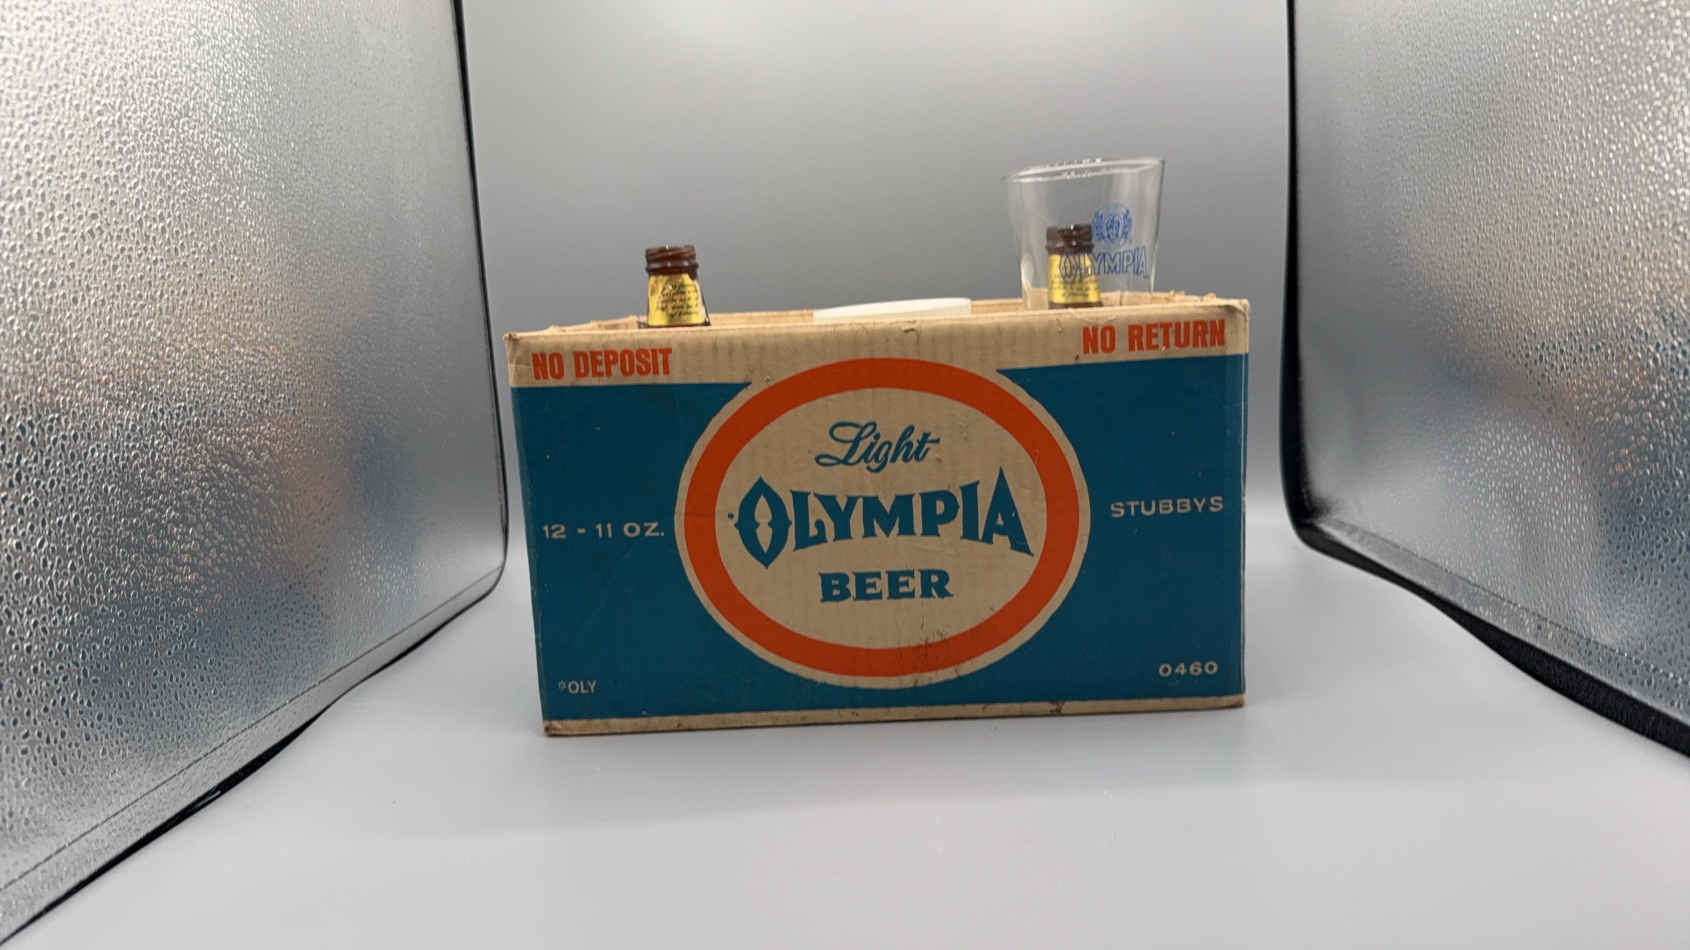 OLYMPIA
NO DEPOSIT
NO RETURN
Light
OLYMPIA
BEER
12 - 11 OZ.
STUBBYS
*OLY
0460